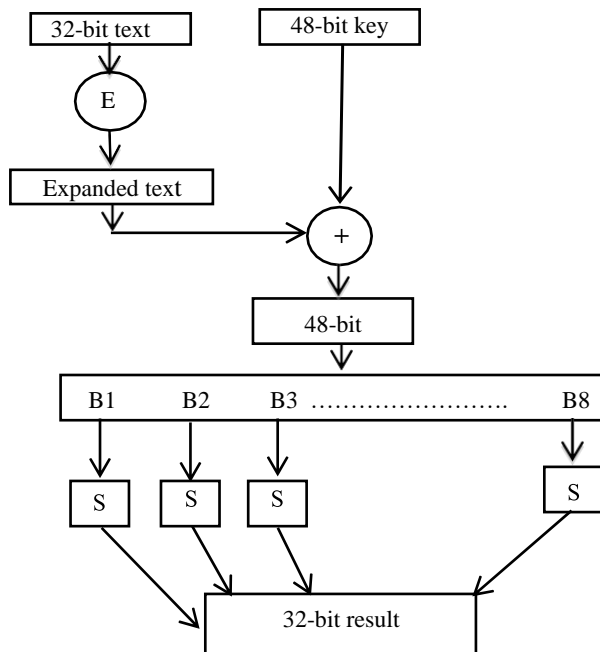 32-bit text
48-bit key
E
Expanded text
+
48-bit
B1 B2 B3 ………………………. B8
S S S S
32-bit result